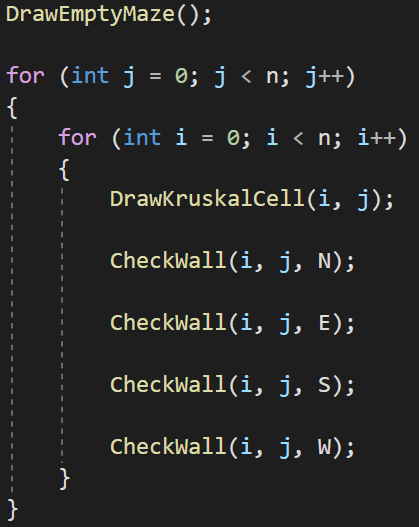 DrawEmptyMaze();
for (int j = 0; j < n; j++)
{
for (int i = 0; i < n; i++)
{
DrawKruskalCell(i, j);
CheckWall(i, j, N);
CheckWall(i, j, E);
CheckWall(i, j, S);
CheckWall(i, j, W);
}
}